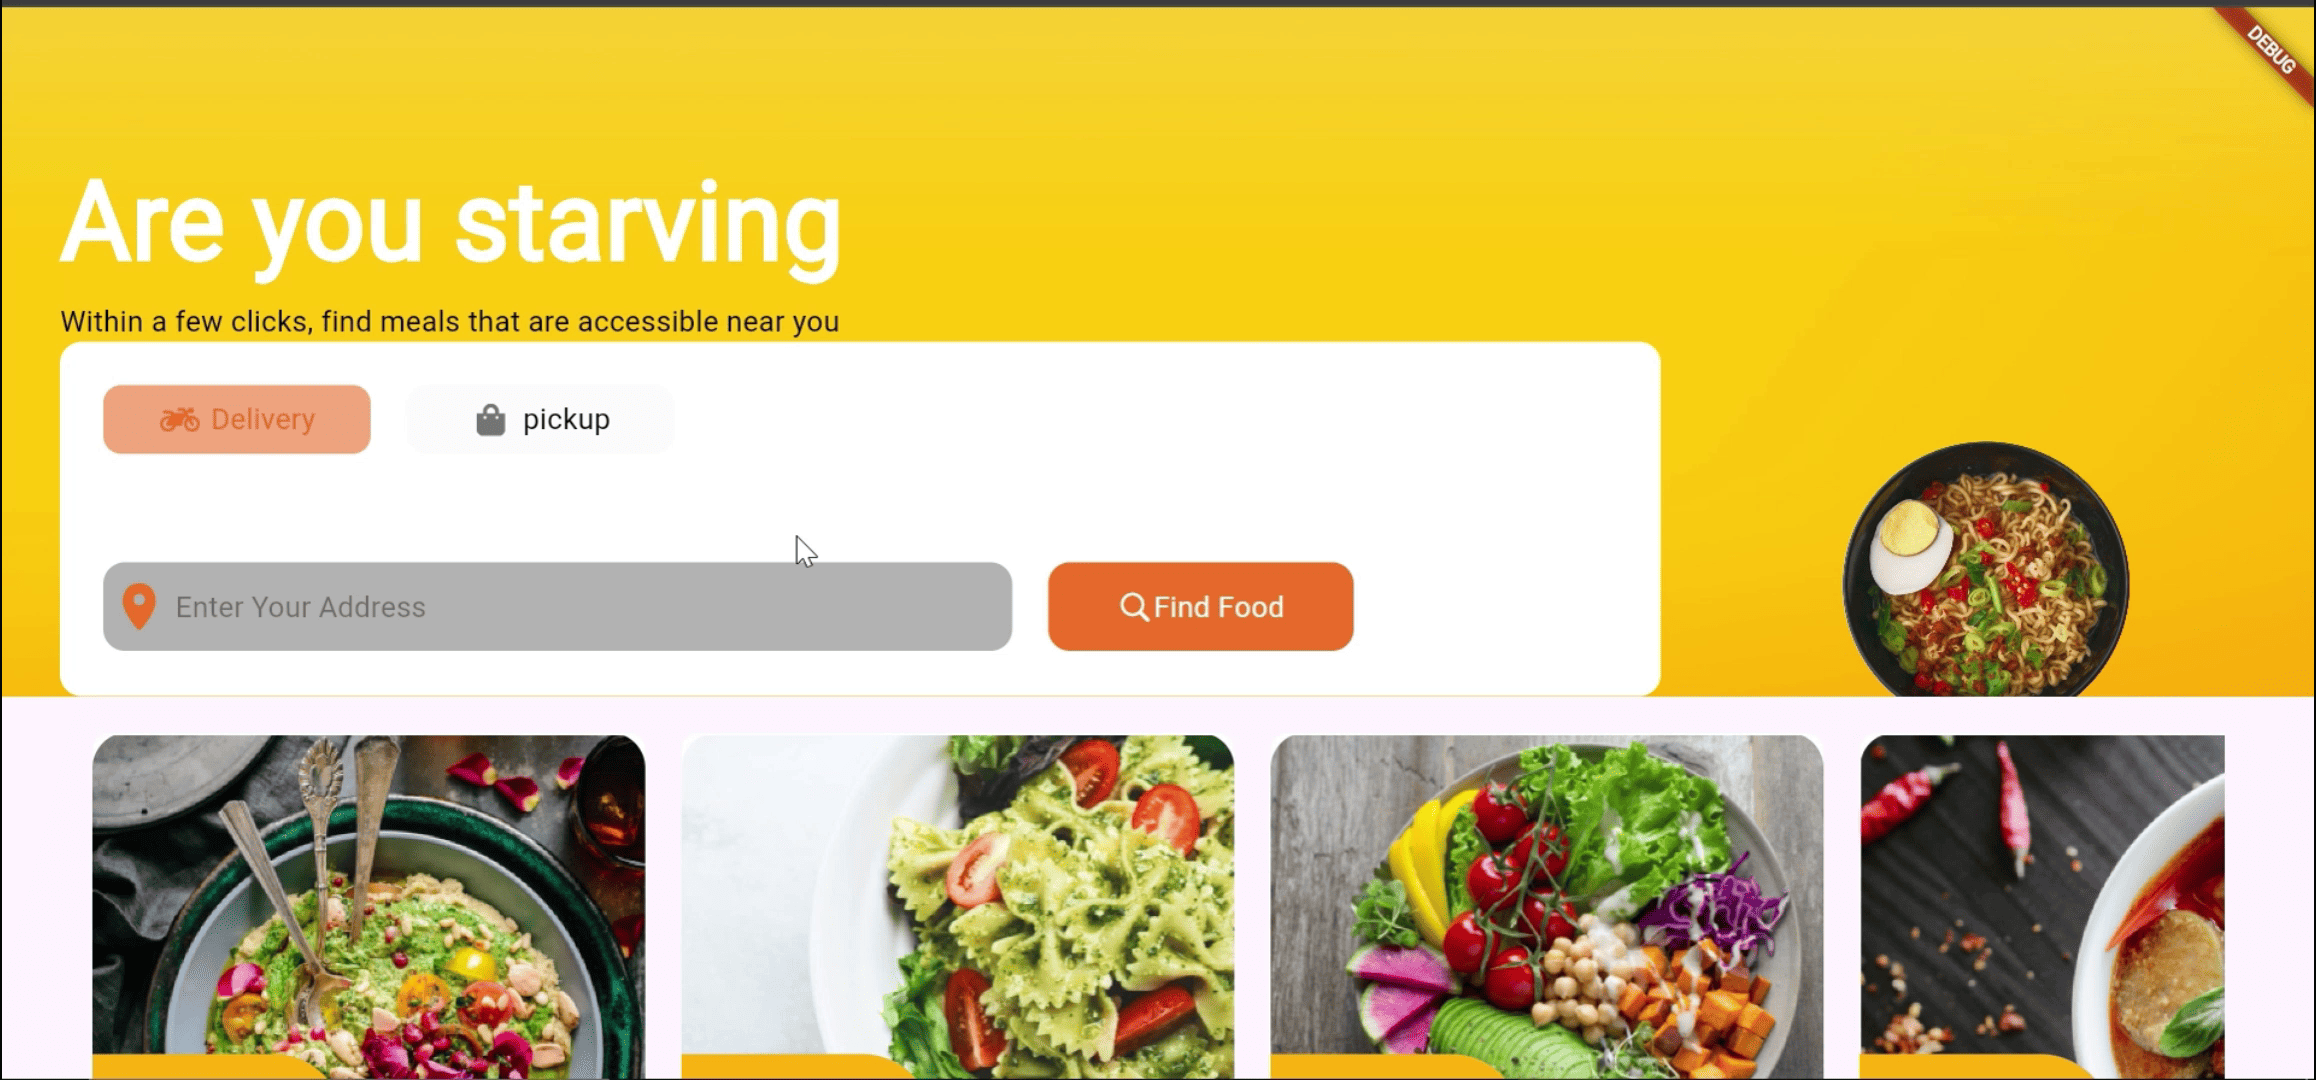 DEBUG
Are you starving
Within a few clicks, find meals that are accessible near you
Delivery
pickup
Enter Your Address
Find Food